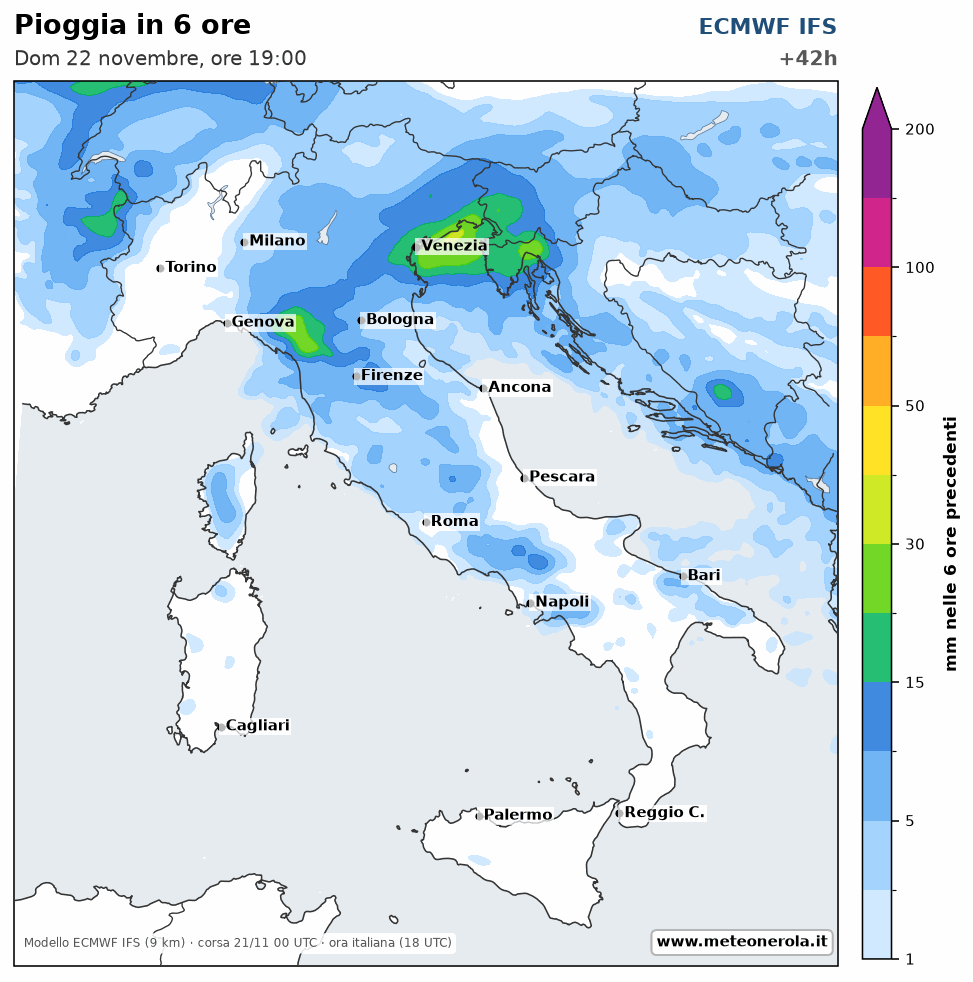 Pioggia in 6 ore
ECMWF IFS
Dom 22 novembre, ore 19:00
+42h
Milano
Venezia
Torino
Genova
Bologna
Firenze
Ancona
Pescara
Roma
Bari
Napoli
Cagliari
Palermo
Reggio C.
200
100
50
30
15
5
1
mm nelle 6 ore precedenti
Modello ECMWF IFS (9 km) · corsa 21/11 00 UTC · ora italiana (18 UTC)
www.meteonerola.it